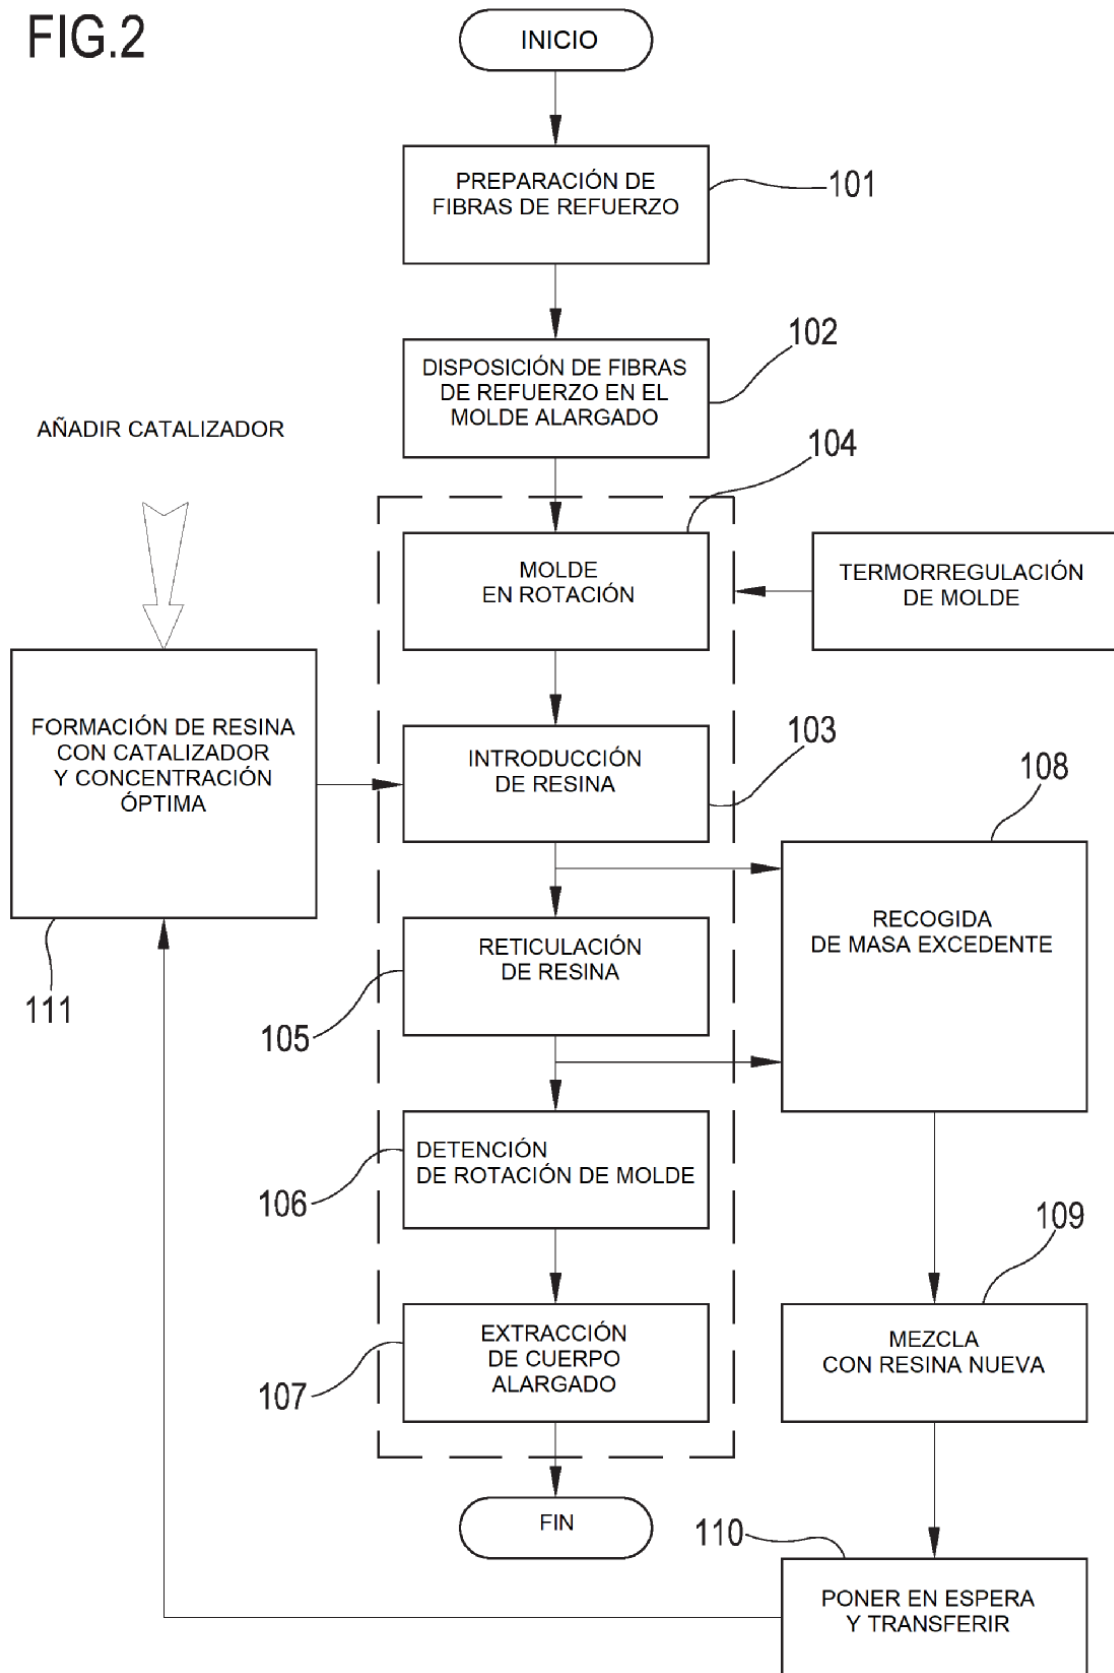 FIG.2
INICIO
PREPARACIÓN DE
FIBRAS DE REFUERZO
101
DISPOSICIÓN DE FIBRAS
DE REFUERZO EN EL
MOLDE ALARGADO
102
AÑADIR CATALIZADOR
104
MOLDE
EN ROTACIÓN
TERMORREGULACIÓN
DE MOLDE
FORMACIÓN DE RESINA
CON CATALIZADOR
Y CONCENTRACIÓN
ÓPTIMA
111
INTRODUCCIÓN
DE RESINA
103
108
RECOGIDA
DE MASA EXCEDENTE
RETICULACIÓN
DE RESINA
105
DETENCIÓN
DE ROTACIÓN DE MOLDE
106
109
MEZCLA
CON RESINA NUEVA
EXTRACCIÓN
DE CUERPO
ALARGADO
107
FIN
110
PONER EN ESPERA
Y TRANSFERIR